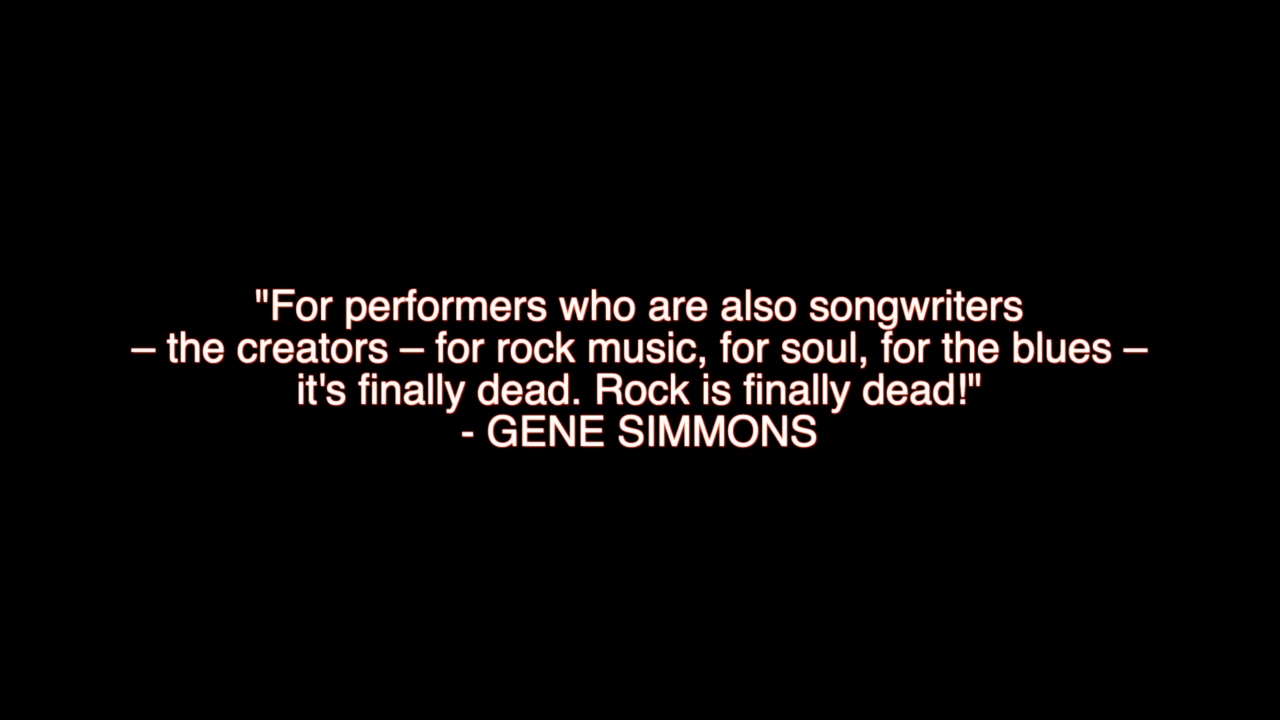 "For performers who are also songwriters
– the creators – for rock music, for soul, for the blues –
it's finally dead. Rock is finally dead!"
- GENE SIMMONS